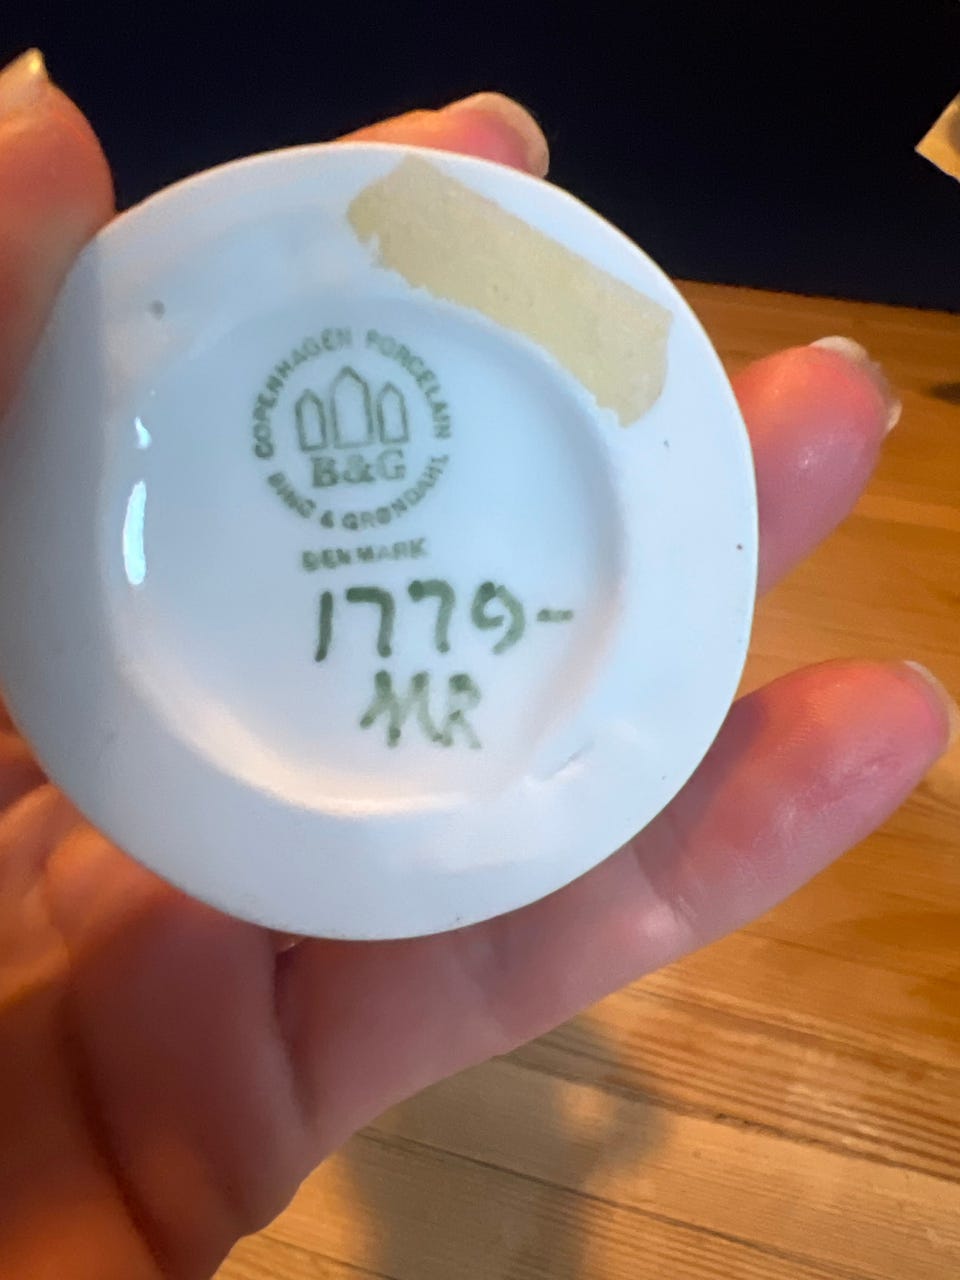 COPENHAGEN PORCELAIN
B&G
BING & GRØNDAHL
DENMARK
1779-
MR